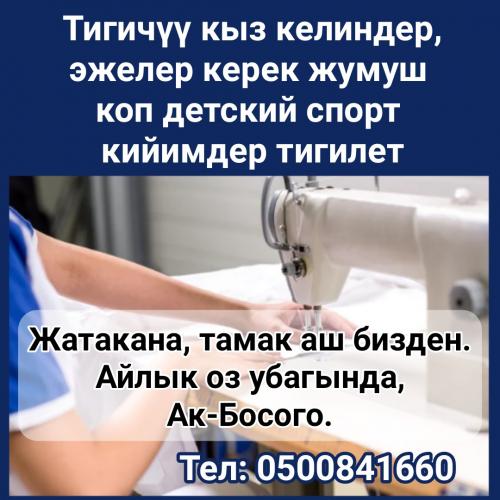 Тигичүү кыз келиндер,
эжелер керек жумуш
коп детский спорт
кийимдер тигилет
Жатакана, тамак аш бизден.
Айлык оз убагында,
Ак-Босого.
Тел: 0500841660